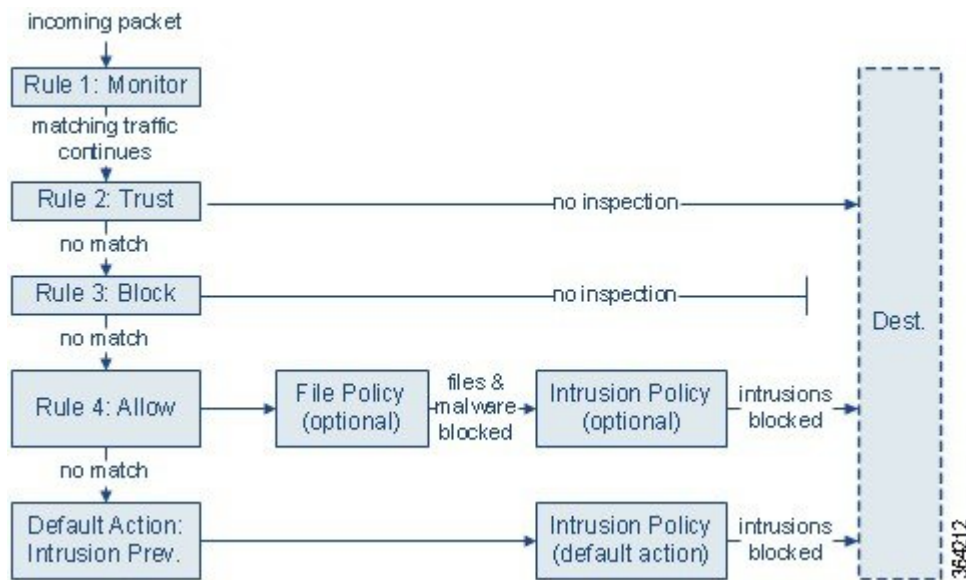 incoming packet
Rule 1: Monitor
matching traffic
continues
Rule 2: Trust
no inspection
no match
Rule 3: Block
no inspection
no match
Dest.
Rule 4: Allow
File Policy
(optional)
files &
malware
blocked
Intrusion Policy
(optional)
intrusions
blocked
no match
Default Action:
Intrusion Prev.
Intrusion Policy
(default action)
intrusions
blocked
364212